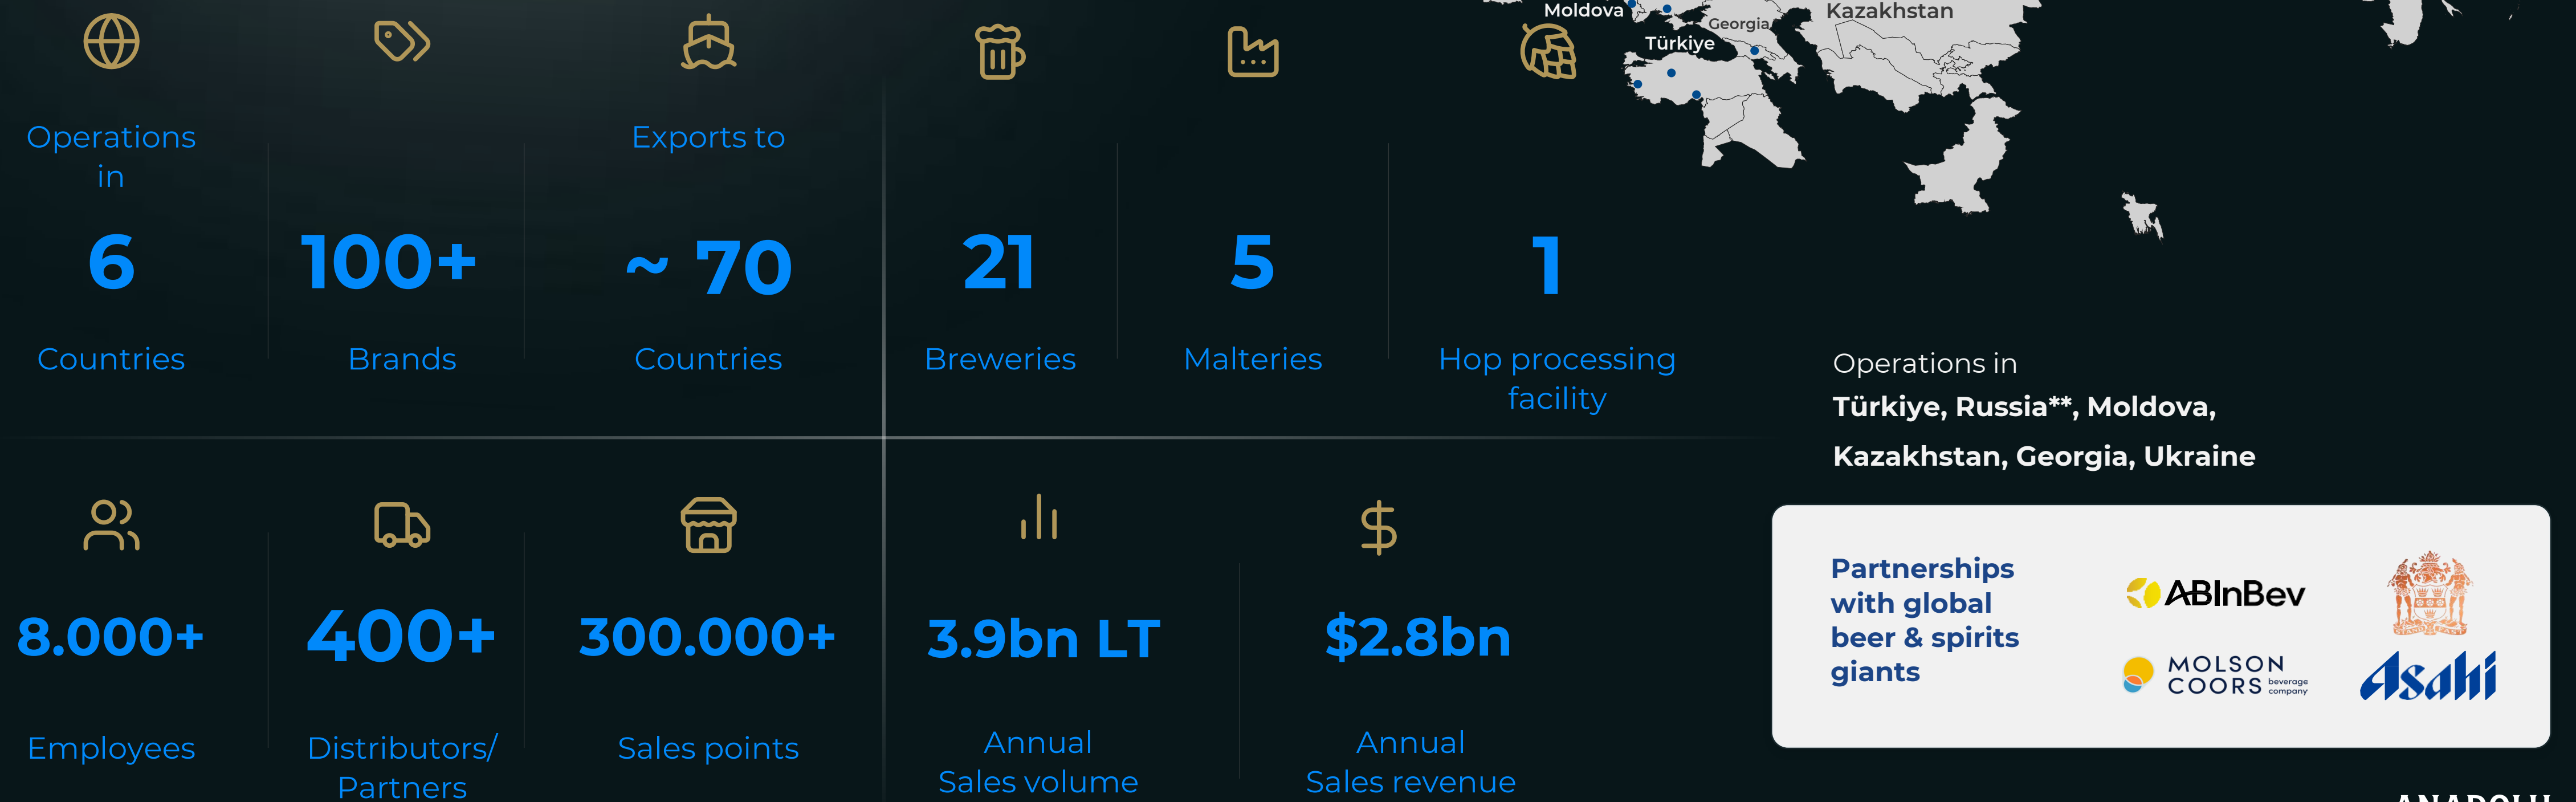 Moldova
Georgia
Türkiye
Kazakhstan
Operations
in
6
Countries
100+
Brands
Exports to
~ 70
Countries
21
Breweries
5
Malteries
1
Hop processing
facility
Operations in
Türkiye, Russia**, Moldova,
Kazakhstan, Georgia, Ukraine
8.000+
Employees
400+
Distributors/
Partners
300.000+
Sales points
3.9bn LT
Annual
Sales volume
$2.8bn
Annual
Sales revenue
Partnerships
with global
beer & spirits
giants
ABInBev
STAND FAST
MOLSON
COORS beverage
company
Asahi